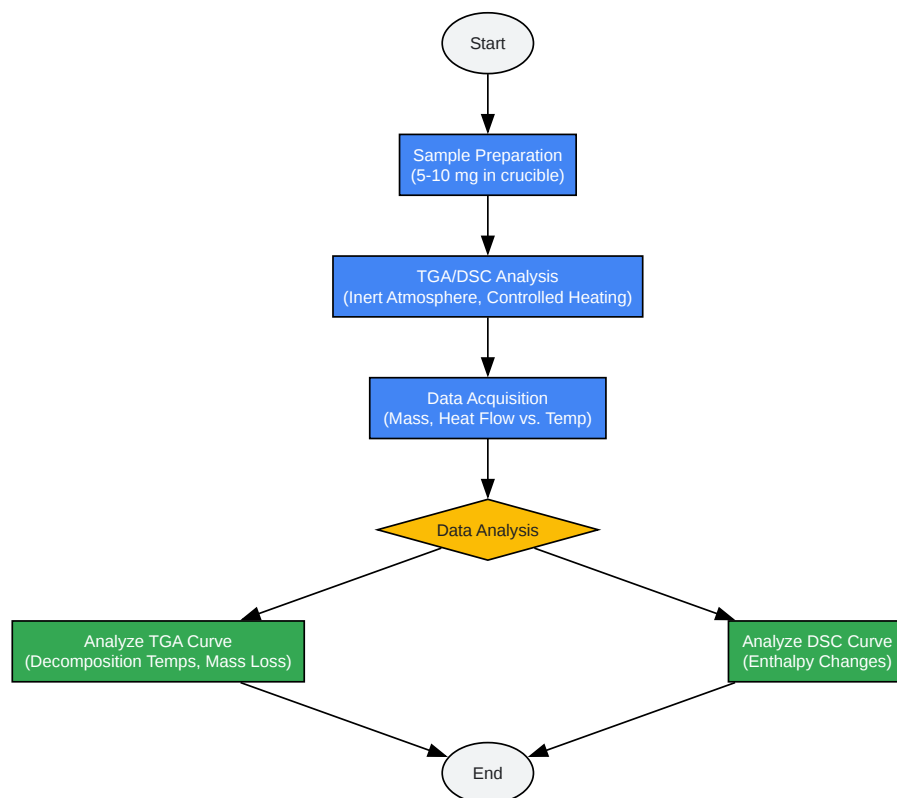 Start
Sample Preparation
(5-10 mg in crucible)
TGA/DSC Analysis
(Inert Atmosphere, Controlled Heating)
Data Acquisition
(Mass, Heat Flow vs. Temp)
Data Analysis
Analyze TGA Curve
(Decomposition Temps, Mass Loss)
Analyze DSC Curve
(Enthalpy Changes)
End